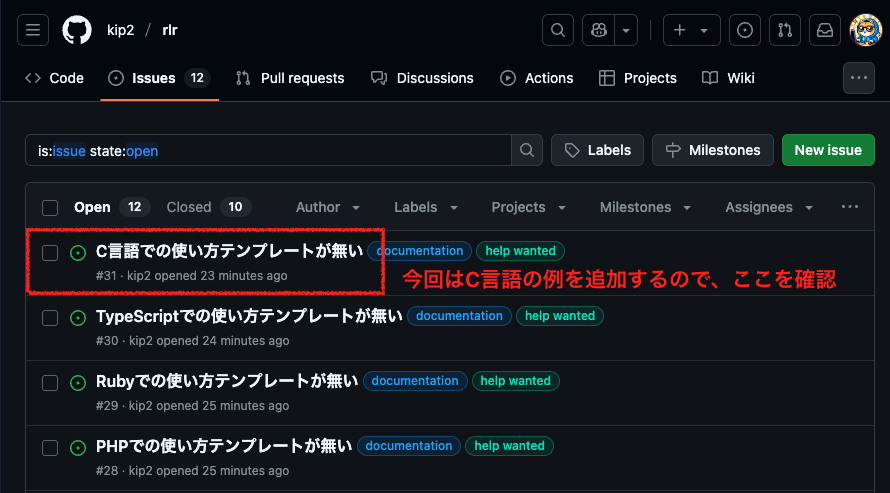 kip2 / rlr
Code Issues 12 Pull requests Discussions Actions Projects Wiki
is:issue state:open Labels Milestones New issue
Open 12 Closed 10 Author Labels Projects Milestones Assignees
C言語での使い方テンプレートが無い documentation help wanted
#31 · kip2 opened 23 minutes ago
今回はC言語の例を追加するので、ここを確認
TypeScriptでの使い方テンプレートが無い documentation help wanted
#30 · kip2 opened 24 minutes ago
Rubyでの使い方テンプレートが無い documentation help wanted
#29 · kip2 opened 25 minutes ago
PHPでの使い方テンプレートが無い documentation help wanted
#28 · kip2 opened 25 minutes ago